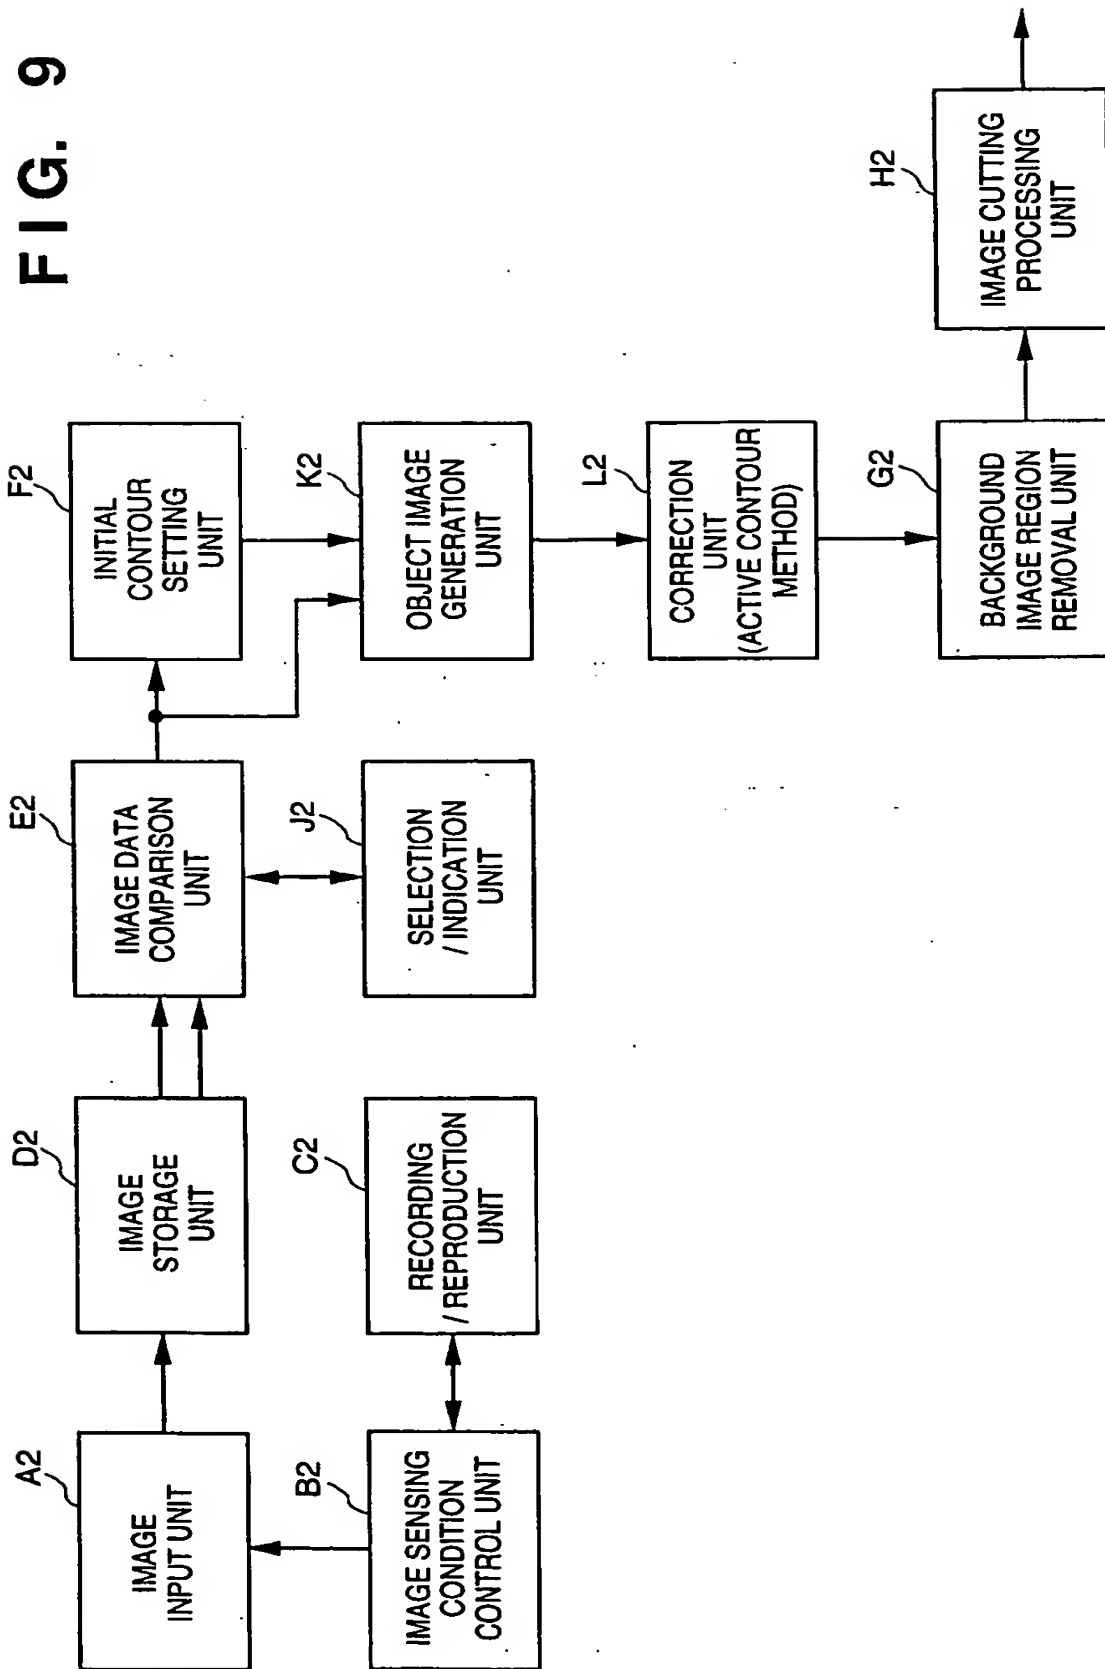 FIG. 9
A2
IMAGE
INPUT UNIT
B2
IMAGE SENSING
CONDITION
CONTROL UNIT
D2
IMAGE
STORAGE
UNIT
C2
RECORDING
/ REPRODUCTION
UNIT
E2
IMAGE DATA
COMPARISON
UNIT
J2
SELECTION
/ INDICATION
UNIT
F2
INITIAL
CONTOUR
SETTING
UNIT
K2
OBJECT IMAGE
GENERATION
UNIT
L2
CORRECTION
UNIT
(ACTIVE CONTOUR
METHOD)
G2
BACKGROUND
IMAGE REGION
REMOVAL UNIT
H2
IMAGE CUTTING
PROCESSING
UNIT